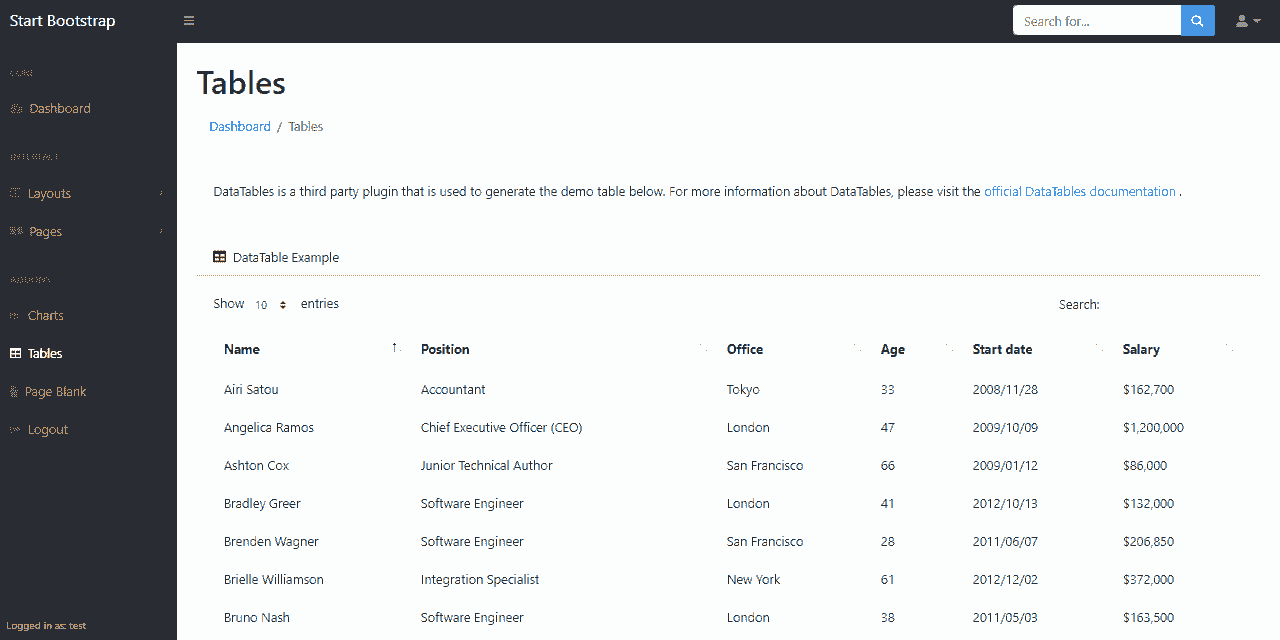 Start Bootstrap
Search for...
Dashboard
Layouts
Pages
Charts
Tables
Page Blank
Logout
Logged in as: test
Tables
Dashboard / Tables
DataTables is a third party plugin that is used to generate the demo table below. For more information about DataTables, please visit the official DataTables documentation .
DataTable Example
Show 10 entries Search:
Name Position Office Age Start date Salary
Airi Satou Accountant Tokyo 33 2008/11/28 $162,700
Angelica Ramos Chief Executive Officer (CEO) London 47 2009/10/09 $1,200,000
Ashton Cox Junior Technical Author San Francisco 66 2009/01/12 $86,000
Bradley Greer Software Engineer London 41 2012/10/13 $132,000
Brenden Wagner Software Engineer San Francisco 28 2011/06/07 $206,850
Brielle Williamson Integration Specialist New York 61 2012/12/02 $372,000
Bruno Nash Software Engineer London 38 2011/05/03 $163,500